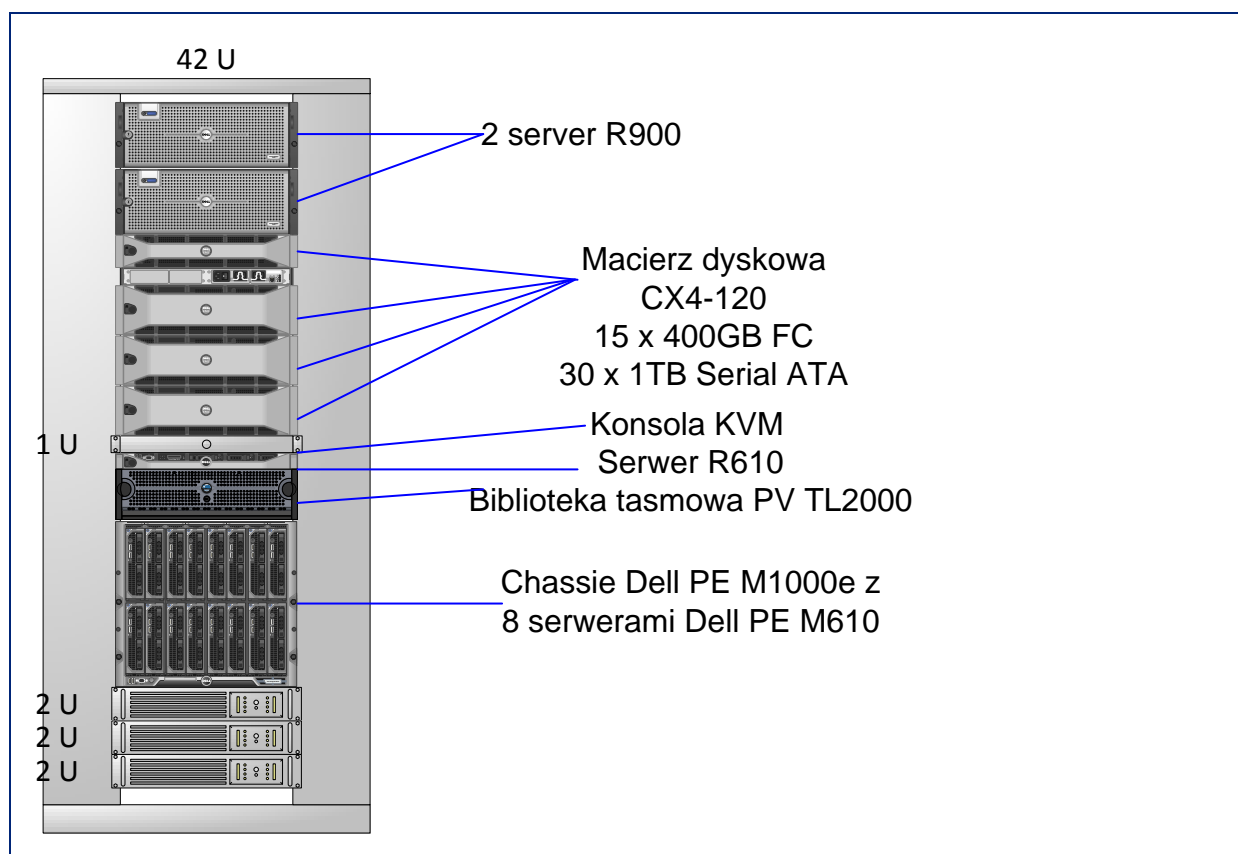 42 U
2 server R900
Macierz dyskowa
CX4-120
15 x 400GB FC
30 x 1TB Serial ATA
1 U
Konsola KVM
Serwer R610
Biblioteka tasmowa PV TL2000
Chassie Dell PE M1000e z
8 serwerami Dell PE M610
2 U
2 U
2 U